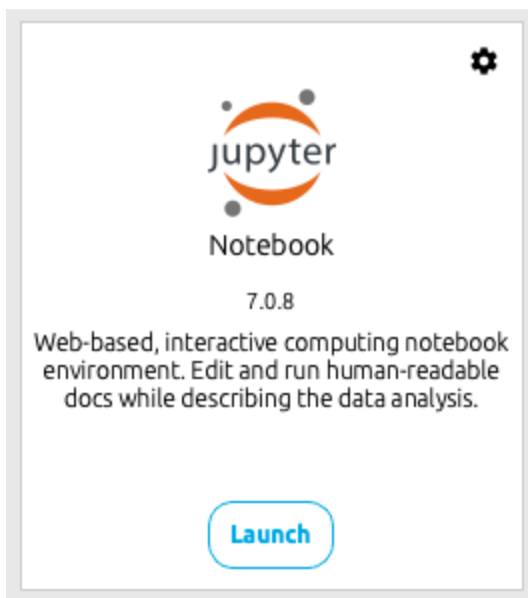 jupyter
Notebook
7.0.8
Web-based, interactive computing notebook
environment. Edit and run human-readable
docs while describing the data analysis.
Launch